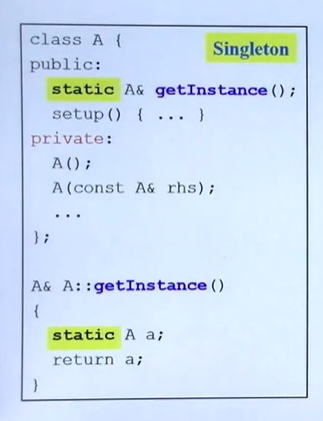 class A {
Singleton
public:
static A& getInstance();
setup() { ... }
private:
A();
A(const A& rhs);
...
};
A& A::getInstance()
{
static A a;
return a;
}